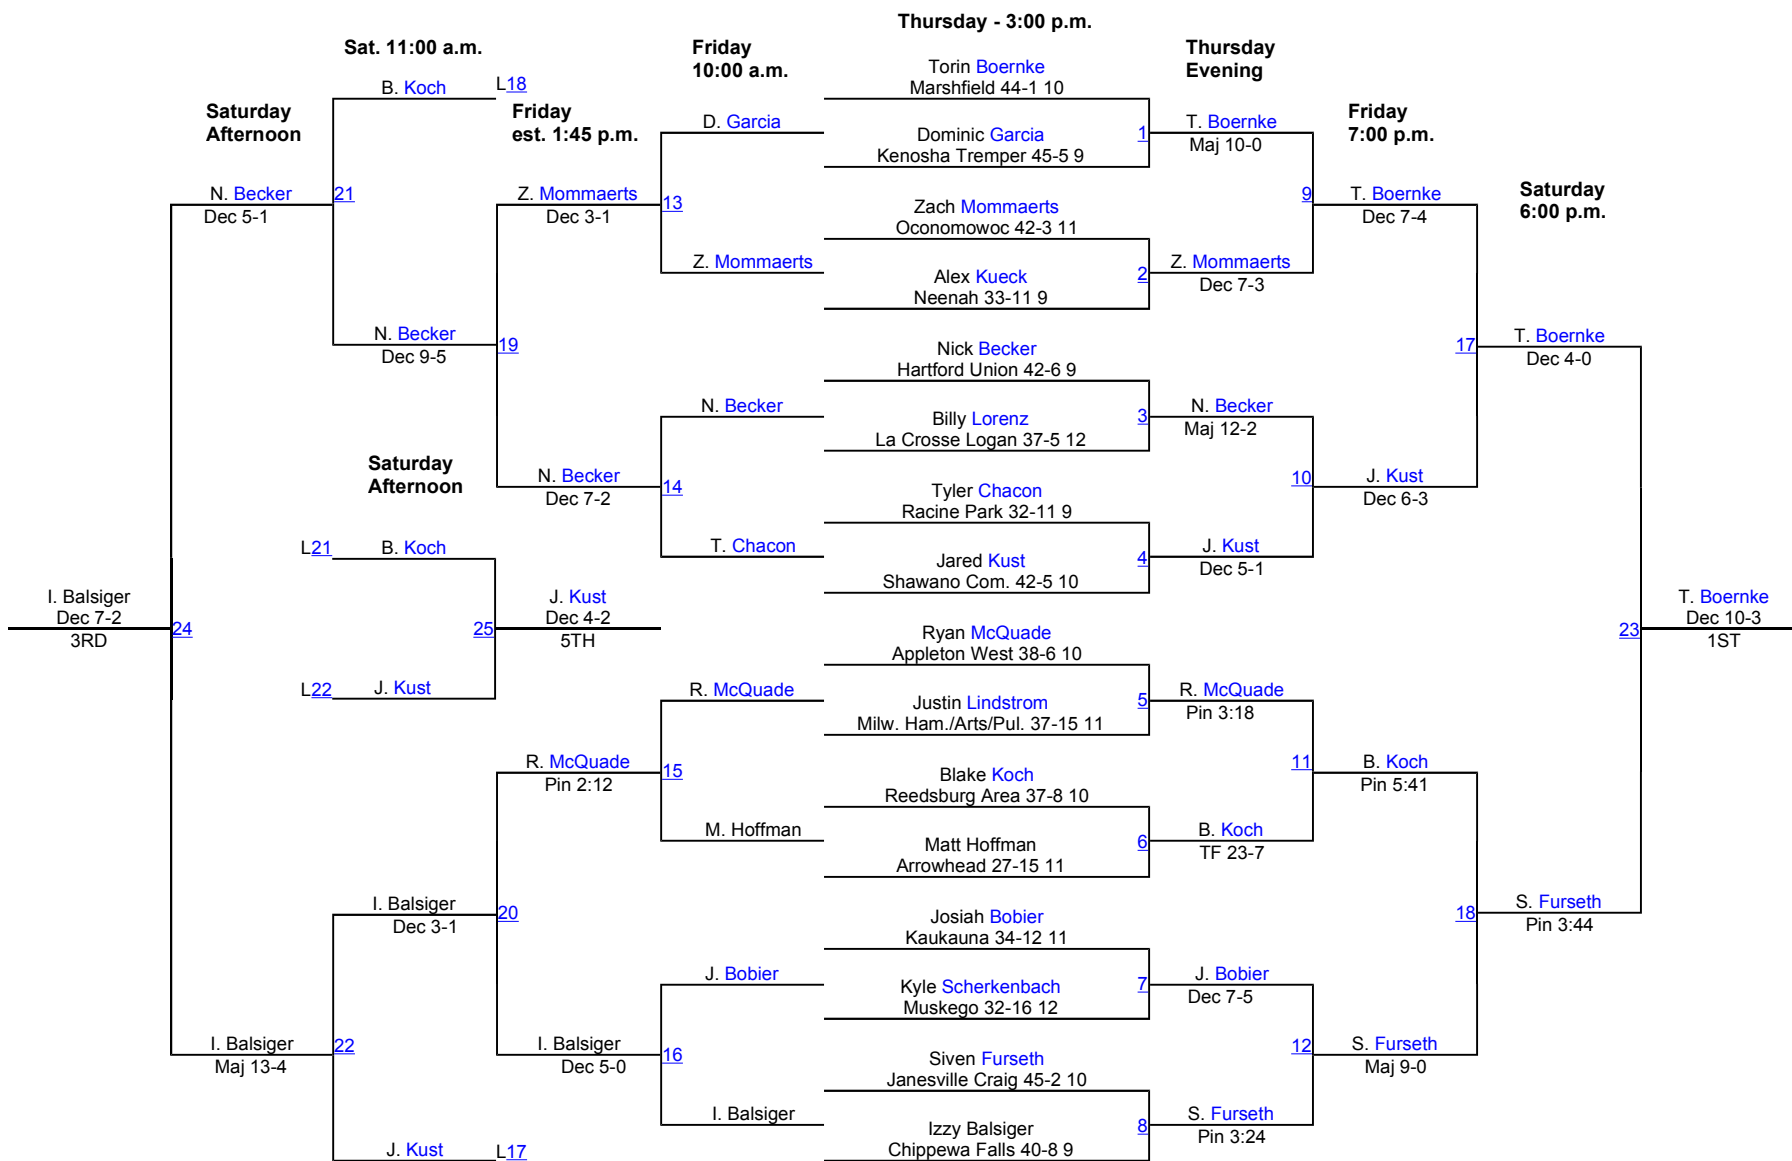 Thursday - 3:00 p.m.
Sat. 11:00 a.m.
Friday
10:00 a.m.
Thursday
Evening
Torin Boernke
Marshfield 44-1 10
B. Koch
L18
Saturday
Afternoon
Friday
est. 1:45 p.m.
D. Garcia
Dominic Garcia
Kenosha Tremper 45-5 9
1
T. Boernke
Maj 10-0
Friday
7:00 p.m.
N. Becker
Dec 5-1
21
Z. Mommaerts
Dec 3-1
13
Zach Mommaerts
Oconomowoc 42-3 11
9
T. Boernke
Dec 7-4
Saturday
6:00 p.m.
Z. Mommaerts
Alex Kueck
Neenah 33-11 9
2
Z. Mommaerts
Dec 7-3
N. Becker
Dec 9-5
19
Nick Becker
Hartford Union 42-6 9
17
T. Boernke
Dec 4-0
N. Becker
Billy Lorenz
La Crosse Logan 37-5 12
3
N. Becker
Maj 12-2
Saturday
Afternoon
N. Becker
Dec 7-2
14
Tyler Chacon
Racine Park 32-11 9
10
J. Kust
Dec 6-3
L21
B. Koch
T. Chacon
Jared Kust
Shawano Com. 42-5 10
4
J. Kust
Dec 5-1
I. Balsiger
Dec 7-2
3RD
24
25
J. Kust
Dec 4-2
5TH
Ryan McQuade
Appleton West 38-6 10
23
T. Boernke
Dec 10-3
1ST
L22
J. Kust
R. McQuade
Justin Lindstrom
Milw. Ham./Arts/Pul. 37-15 11
5
R. McQuade
Pin 3:18
R. McQuade
Pin 2:12
15
Blake Koch
Reedsburg Area 37-8 10
11
B. Koch
Pin 5:41
M. Hoffman
Matt Hoffman
Arrowhead 27-15 11
6
B. Koch
TF 23-7
I. Balsiger
Dec 3-1
20
Josiah Bobier
Kaukauna 34-12 11
18
S. Furseth
Pin 3:44
J. Bobier
Kyle Scherkenbach
Muskego 32-16 12
7
J. Bobier
Dec 7-5
I. Balsiger
Maj 13-4
22
I. Balsiger
Dec 5-0
16
Siven Furseth
Janesville Craig 45-2 10
12
S. Furseth
Maj 9-0
I. Balsiger
Izzy Balsiger
Chippewa Falls 40-8 9
8
S. Furseth
Pin 3:24
J. Kust
L17